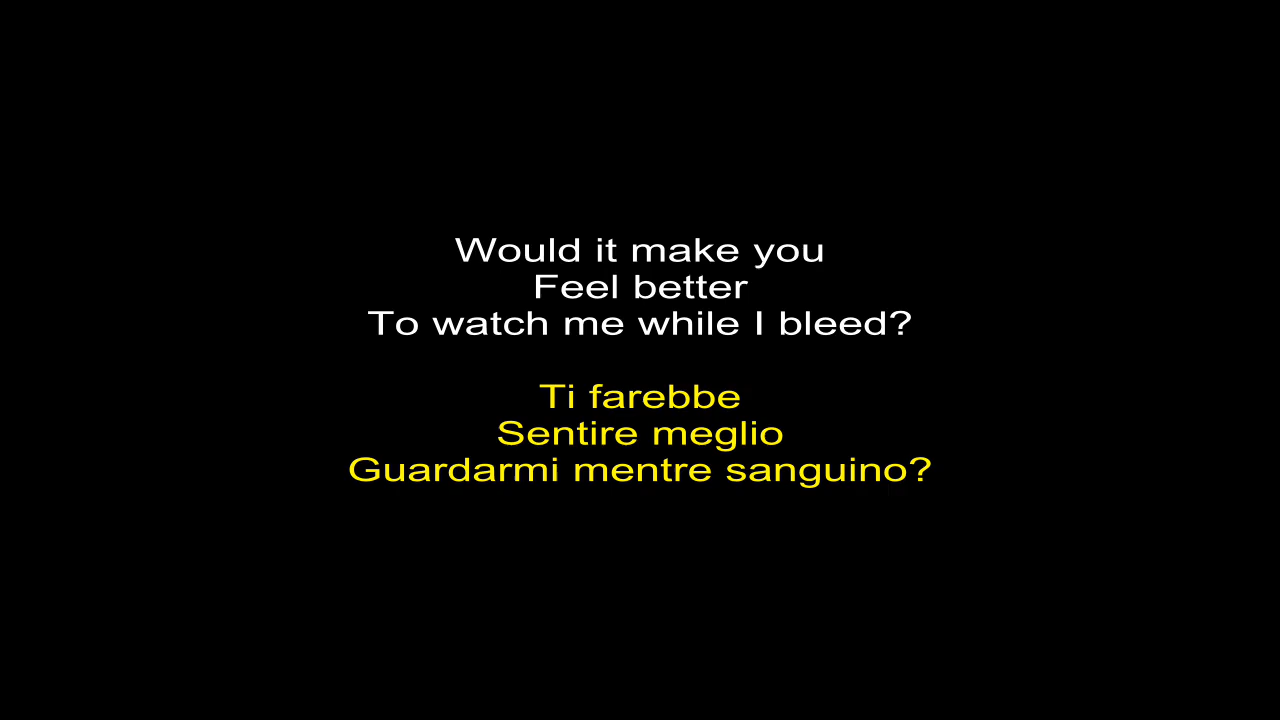 Would it make you
Feel better
To watch me while I bleed?
Ti farebbe
Sentire meglio
Guardarmi mentre sanguino?